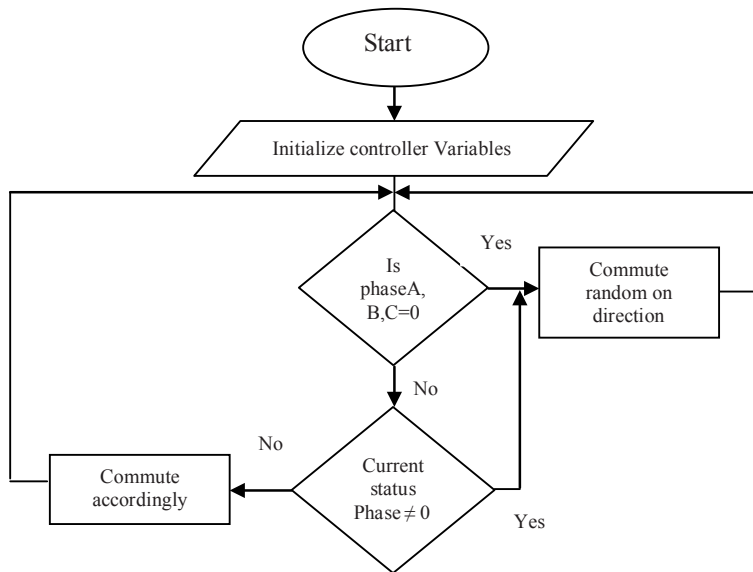 Start
Initialize controller Variables
Yes
Is
phaseA,
B,C=0
Commute
random on
direction
No
No
Current
status
Phase ≠ 0
Commute
accordingly
Yes